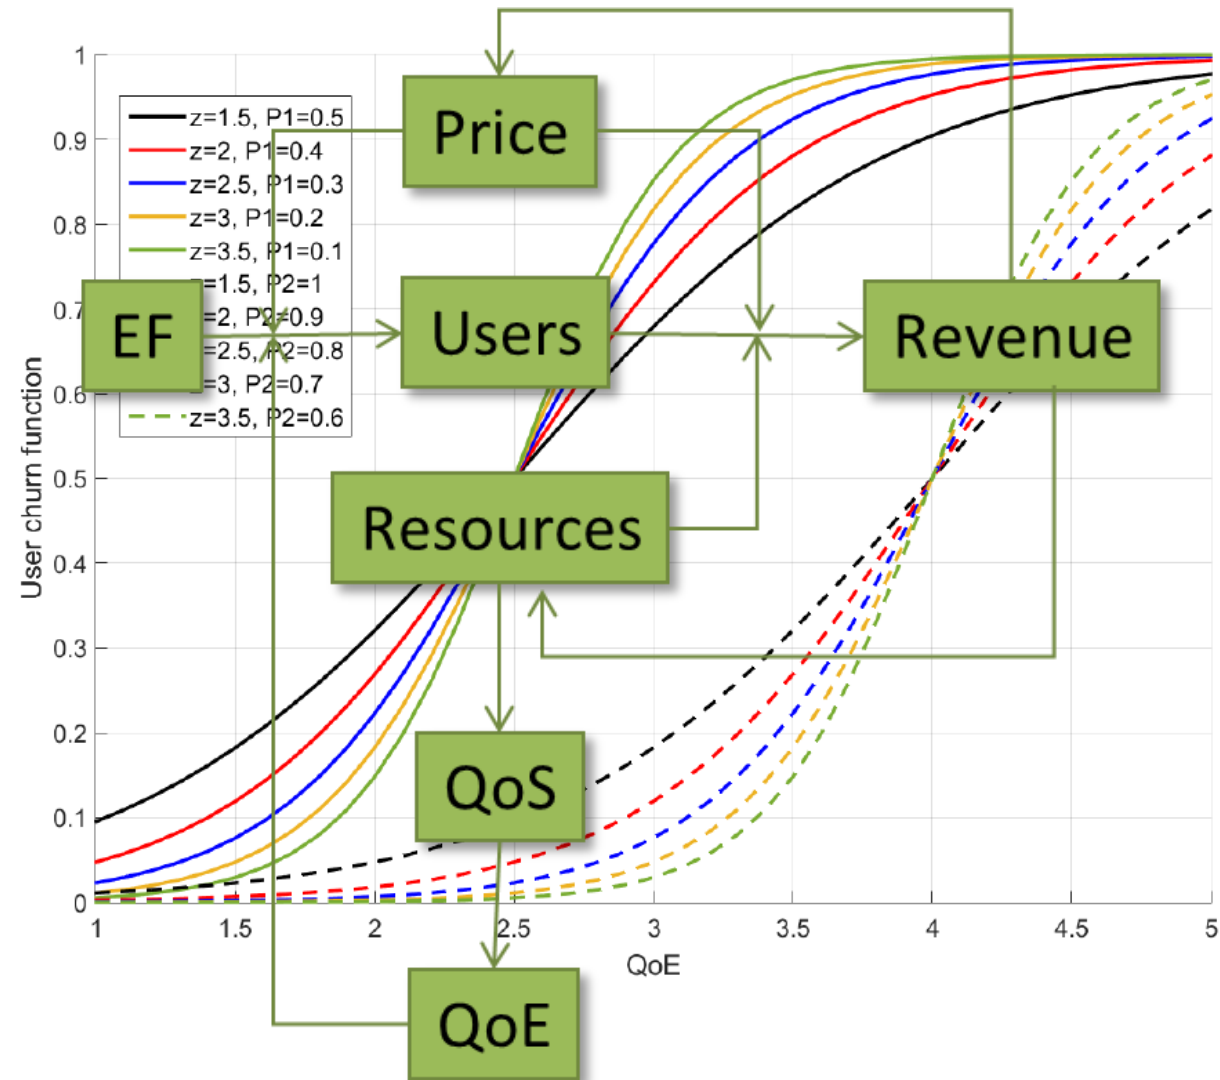 1
0.9
0.8
0.7
0.6
0.5
0.4
0.3
0.2
0.1
0
User churn function
z=1.5, P1=0.5
z=2, P1=0.4
z=2.5, P1=0.3
z=3, P1=0.2
z=3.5, P1=0.1
=1.5, P2=1
=2, P2=0.9
=2.5, P2=0.8
=3, P2=0.7
z=3.5, P2=0.6
Price
EF
Users
Revenue
Resources
QoS
QoE
1 1.5 2 2.5 3 3.5 4 4.5 5
QoE